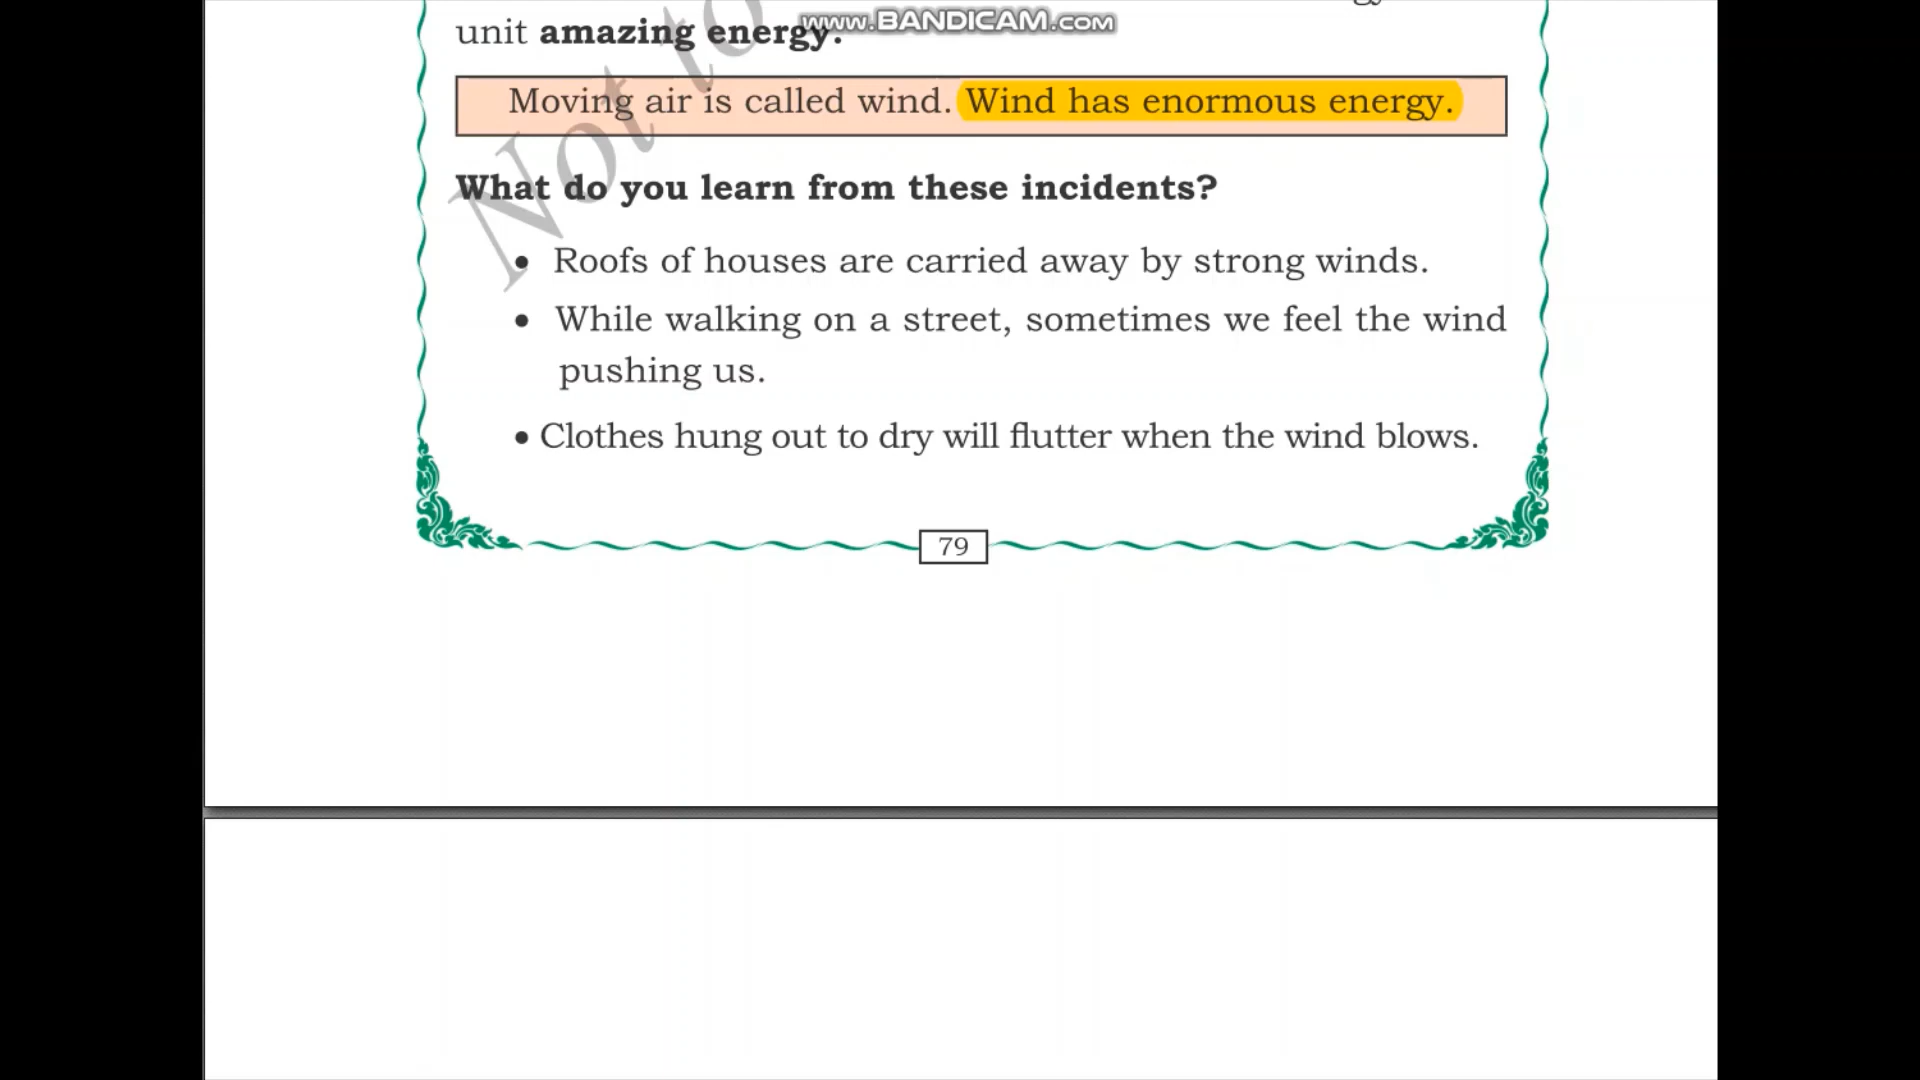 www.BANDICAM.com
unit amazing energy.
Moving air is called wind. Wind has enormous energy.
What do you learn from these incidents?
• Roofs of houses are carried away by strong winds.
• While walking on a street, sometimes we feel the wind
pushing us.
• Clothes hung out to dry will flutter when the wind blows.
79
Not to